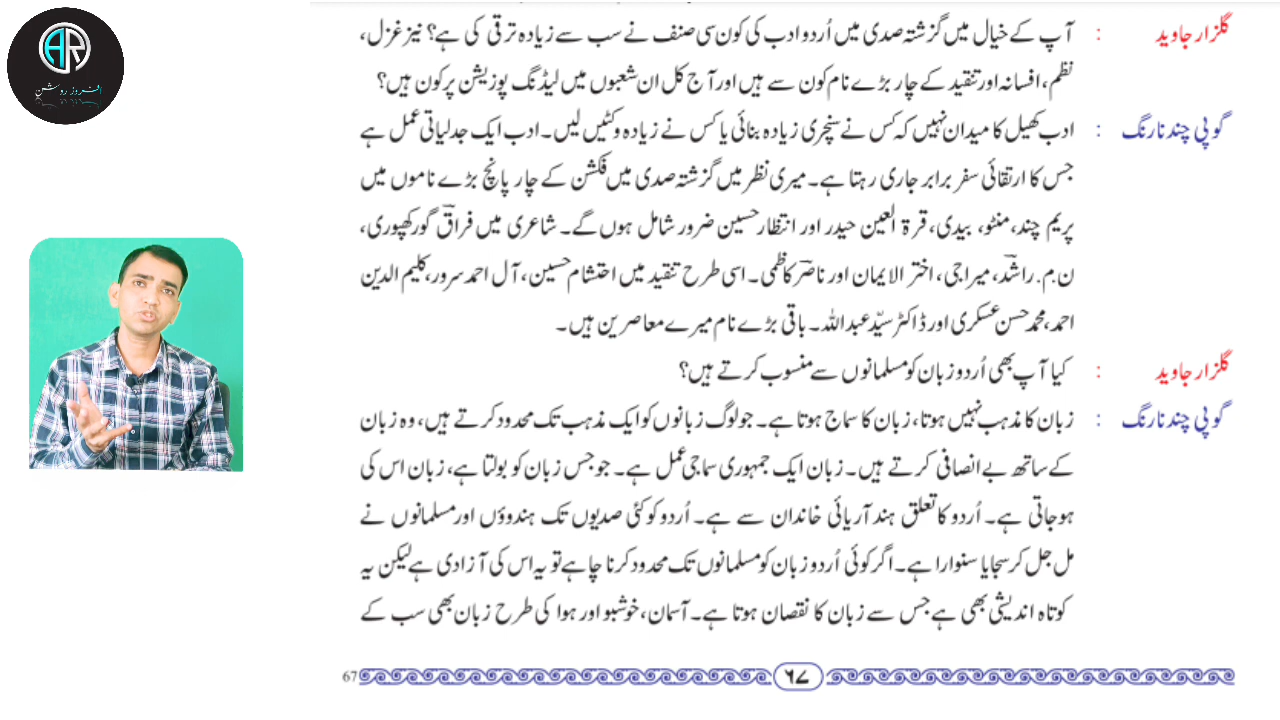 AR
افروز روشن
گلزار جاوید : آپ کے خیال میں گزشتہ صدی میں اُردو ادب کی کون سی صنف نے سب سے زیادہ ترقی کی ہے؟ نیز غزل،
نظم، افسانہ اور تنقید کے چار بڑے نام کون سے ہیں اور آج کل ان شعبوں میں لیڈنگ پوزیشن پر کون ہیں؟
گوپی چند نارنگ : ادب کھیل کا میدان نہیں کہ کس نے سنچری زیادہ بنائی یا کس نے زیادہ وکٹیں لیں۔ ادب ایک جدلیاتی عمل ہے
جس کا ارتقائی سفر برابر جاری رہتا ہے۔ میری نظر میں گزشتہ صدی میں فکشن کے چار پانچ بڑے ناموں میں
پریم چند، منٹو، بیدی، قرۃ العین حیدر اور انتظار حسین ضرور شامل ہوں گے۔ شاعری میں فراقؔ گورکھپوری،
ن.م. راشدؔ، میراجی، اختر الایمان اور ناصرؔ کاظمی۔ اسی طرح تنقید میں احتشام حسین، آل احمد سرور، کلیم الدین
احمد، محمد حسن عسکری اور ڈاکٹر سیّد عبداللہ۔ باقی بڑے نام میرے معاصرین ہیں۔
گلزار جاوید : کیا آپ بھی اُردو زبان کو مسلمانوں سے منسوب کرتے ہیں؟
گوپی چند نارنگ : زبان کا مذہب نہیں ہوتا، زبان کا سماج ہوتا ہے۔ جو لوگ زبانوں کو ایک مذہب تک محدود کرتے ہیں، وہ زبان
کے ساتھ بے انصافی کرتے ہیں۔ زبان ایک جمہوری سماجی عمل ہے۔ جو جس زبان کو بولتا ہے، زبان اس کی
ہوجاتی ہے۔ اُردو کا تعلق ہند آریائی خاندان سے ہے۔ اُردو کو کئی صدیوں تک ہندوؤں اور مسلمانوں نے
مل جل کر سجایا سنوارا ہے۔ اگر کوئی اُردو زبان کو مسلمانوں تک محدود کرنا چاہے تو یہ اس کی آزادی ہے لیکن یہ
کوتاہ اندیشی بھی ہے جس سے زبان کا نقصان ہوتا ہے۔ آسمان، خوشبو اور ہوا کی طرح زبان بھی سب کے
۶۷
67